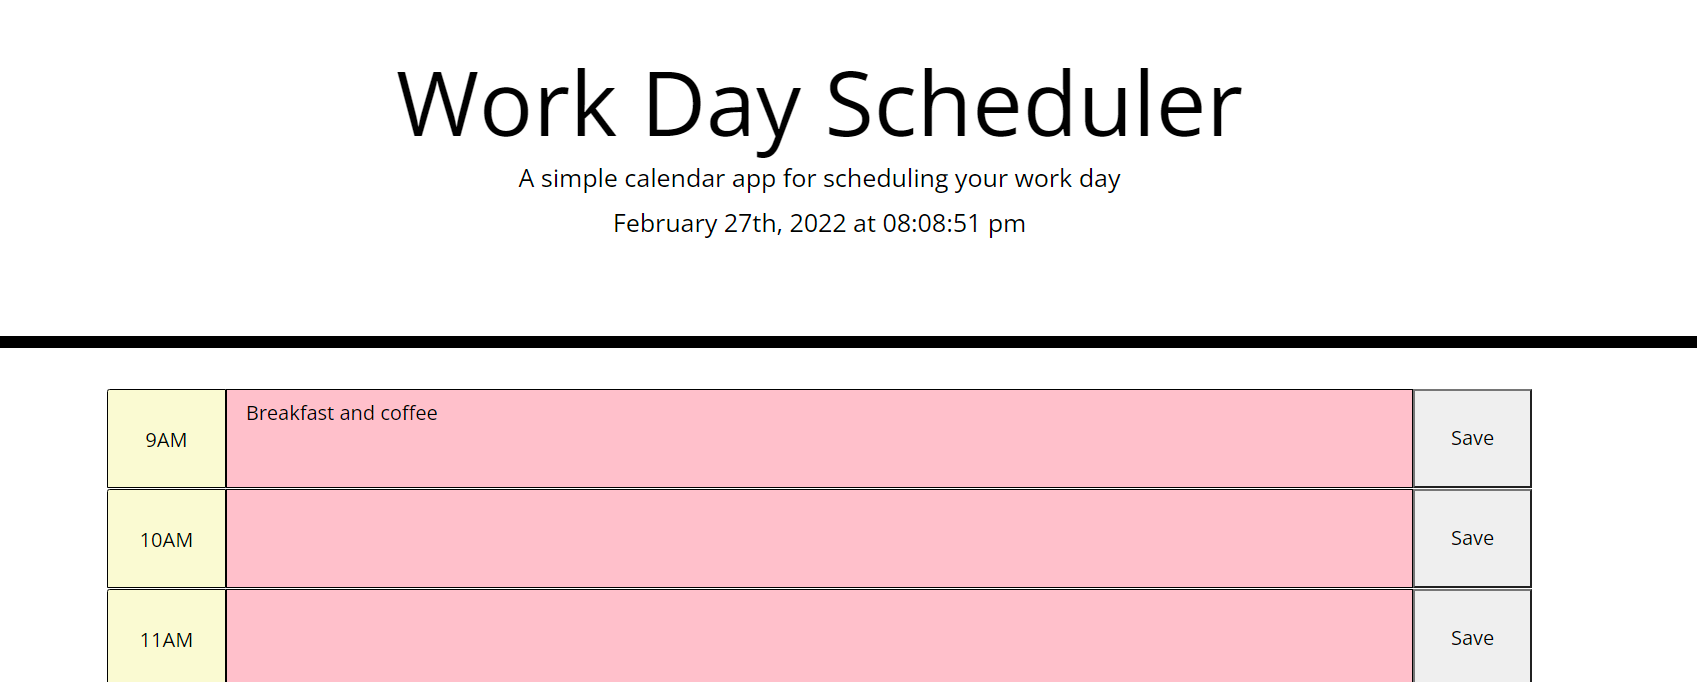 Work Day Scheduler
A simple calendar app for scheduling your work day
February 27th, 2022 at 08:08:51 pm
9AM
Breakfast and coffee
Save
10AM
Save
11AM
Save